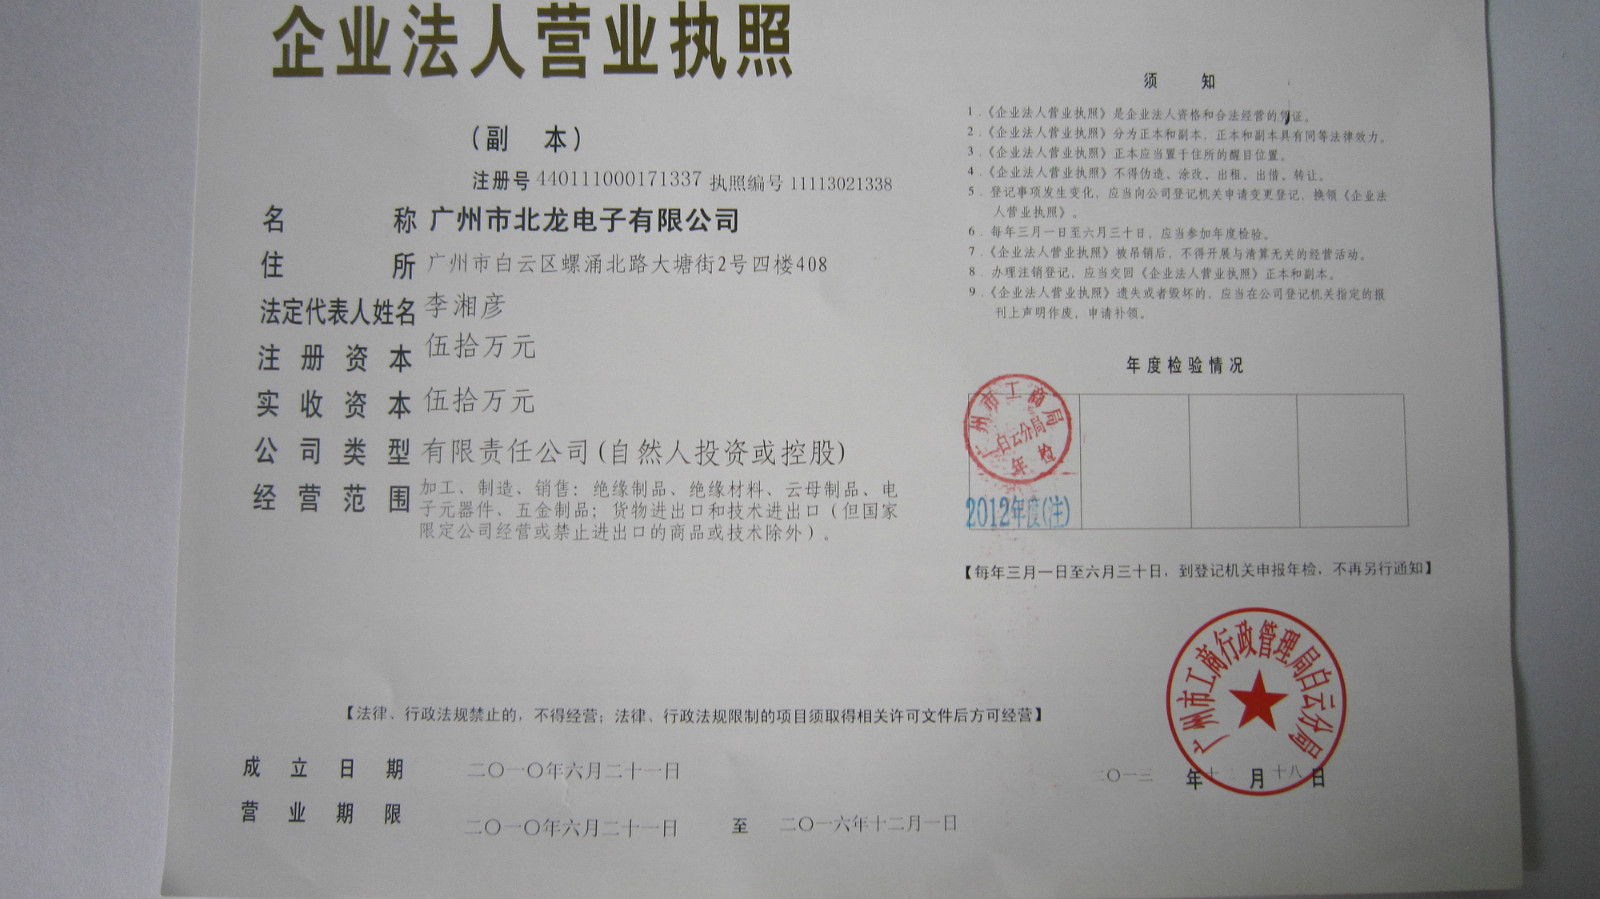 企业法人营业执照
（副 本）
注册号 440111000171337 执照编号 11113021338
名 称 广州市北龙电子有限公司
住 所 广州市白云区螺涌北路大塘街2号四楼408
法定代表人姓名 李湘彦
注册资本 伍拾万元
实收资本 伍拾万元
公司类型 有限责任公司(自然人投资或控股)
经营范围 加工、制造、销售：绝缘制品、绝缘材料、云母制品、电
子元器件、五金制品；货物进出口和技术进出口（但国家
限定公司经营或禁止进出口的商品或技术除外）。
【法律、行政法规禁止的，不得经营；法律、行政法规限制的项目须取得相关许可文件后方可经营】
成立日期 二〇一〇年六月二十一日
营业期限 二〇一〇年六月二十一日 至 二〇一六年十二月一日
须 知
1．《企业法人营业执照》是企业法人资格和合法经营的凭证。
2．《企业法人营业执照》分为正本和副本，正本和副本具有同等法律效力。
3．《企业法人营业执照》正本应当置于住所的醒目位置。
4．《企业法人营业执照》不得伪造、涂改、出租、出借、转让。
5．登记事项发生变化，应当向公司登记机关申请变更登记，换领《企业法
人营业执照》。
6．每年三月一日至六月三十日，应当参加年度检验。
7．《企业法人营业执照》被吊销后，不得开展与清算无关的经营活动。
8．办理注销登记，应当交回《企业法人营业执照》正本和副本。
9．《企业法人营业执照》遗失或者毁坏的，应当在公司登记机关指定的报
刊上声明作废，申请补领。
年度检验情况
广州市工商局
白云分局
年检
2012年度(注)
【每年三月一日至六月三十日，到登记机关申报年检，不再另行通知】
广州市工商行政管理局白云分局
二〇一三 年 十二 月 十八 日